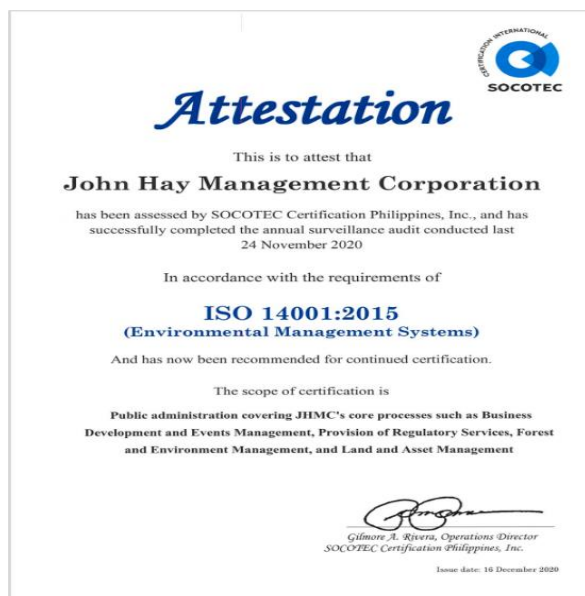 CERTIFICATION INTERNATIONAL
SOCOTEC
Attestation
This is to attest that
John Hay Management Corporation
has been assessed by SOCOTEC Certification Philippines, Inc., and has
successfully completed the annual surveillance audit conducted last
24 November 2020
In accordance with the requirements of
ISO 14001:2015
(Environmental Management Systems)
And has now been recommended for continued certification.
The scope of certification is
Public administration covering JHMC's core processes such as Business
Development and Events Management, Provision of Regulatory Services, Forest
and Environment Management, and Land and Asset Management
Gilmore A. Rivera, Operations Director
SOCOTEC Certification Philippines, Inc.
Issue date: 16 December 2020